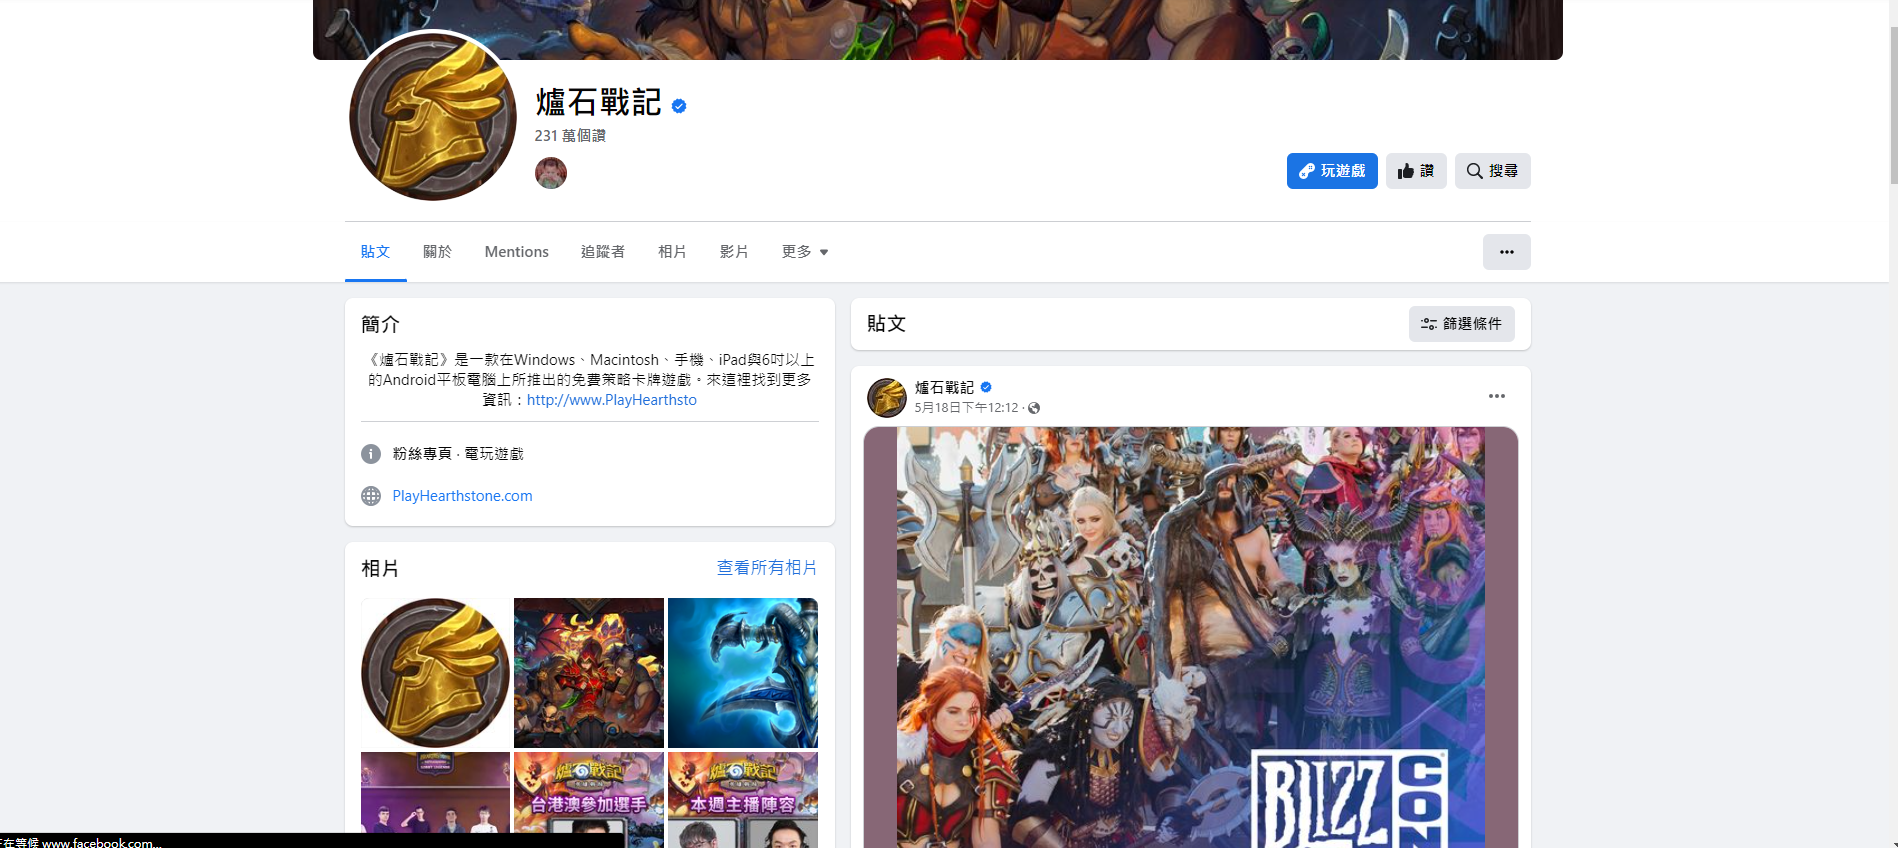 爐石戰記
231 萬個讚
玩遊戲
讚
搜尋
貼文
關於
Mentions
追蹤者
相片
影片
更多
簡介
《爐石戰記》是一款在Windows、Macintosh、手機、iPad與6吋以上
的Android平板電腦上所推出的免費策略卡牌遊戲。來這裡找到更多
資訊：http://www.PlayHearthsto
粉絲專頁 · 電玩遊戲
PlayHearthstone.com
相片
查看所有相片
爐石戰記
台港澳參加選手
爐石戰記
本週主播陣容
貼文
篩選條件
爐石戰記
5月18日下午12:12 ·
BLIZZ
CON
正在等候 www.facebook.com...